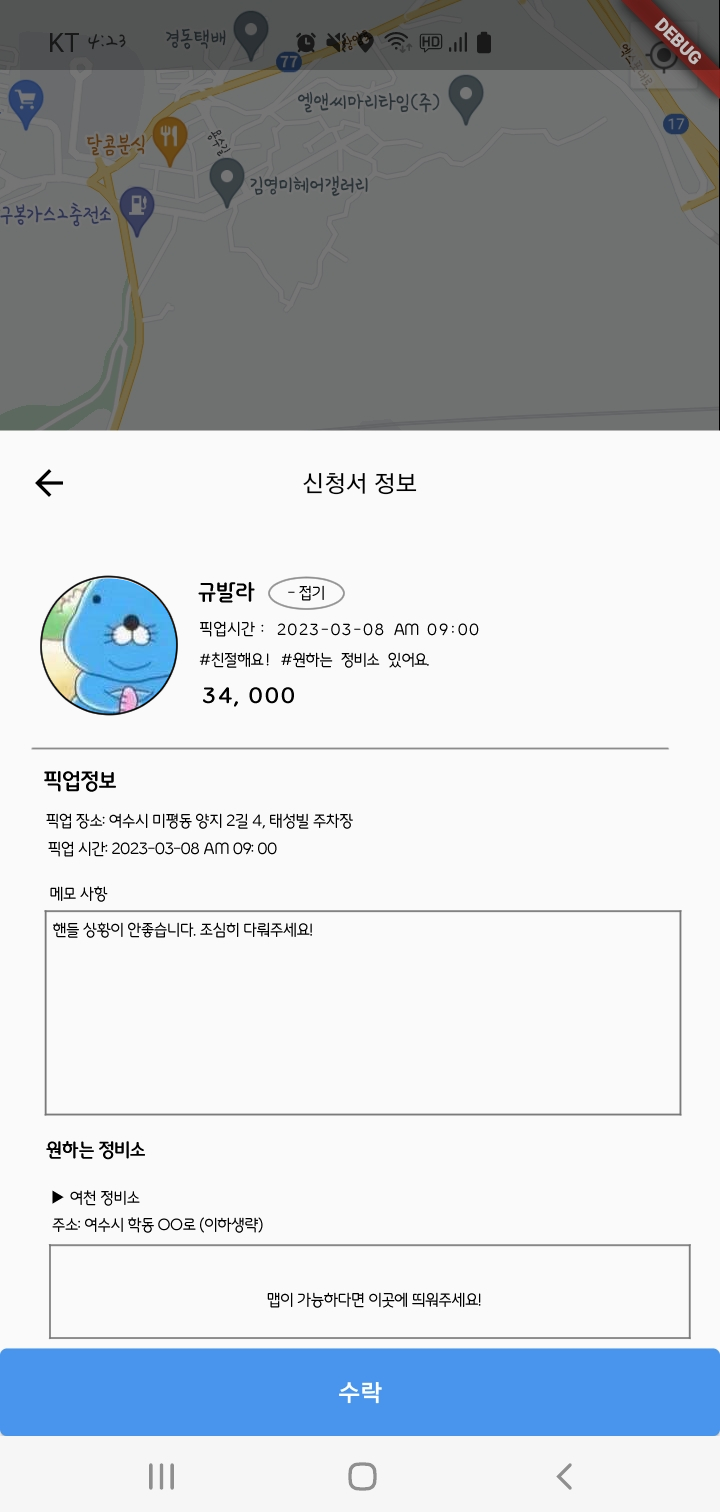 KT 4:23
경동택배
HD
DEBUG
77
엘앤씨마리타임(주)
17
달콤분식
용수길
김영미헤어갤러리
구봉가스충전소
신청서 정보
규발라
- 접기
픽업시간 : 2023-03-08 AM 09:00
#친절해요! #원하는 정비소 있어요
34, 000
픽업정보
픽업 장소: 여수시 미평동 양지 2길 4, 태성빌 주차장
픽업 시간: 2023-03-08 AM 09: 00
메모 사항
핸들 상황이 안좋습니다. 조심히 다뤄주세요!
원하는 정비소
▶ 여천 정비소
주소: 여수시 학동 OO로 (이하생략)
맵이 가능하다면 이곳에 띄워주세요!
수락